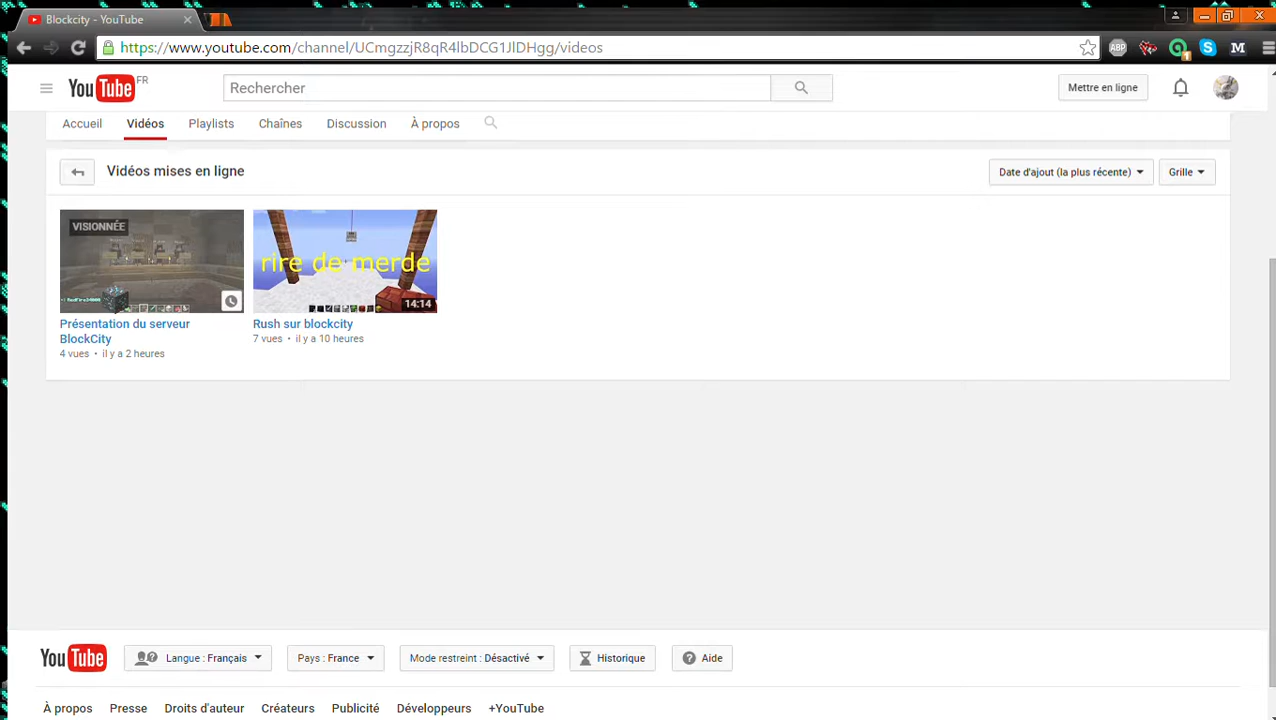 Blockcity - YouTube
https://www.youtube.com/channel/UCmgzzjR8qR4lbDCG1JlDHgg/videos
ABP
1
M
YouTube FR
Rechercher
Mettre en ligne
Accueil Vidéos Playlists Chaînes Discussion À propos
Vidéos mises en ligne
Date d'ajout (la plus récente)
Grille
VISIONNÉE
rire de merde
14:14
Présentation du serveur
BlockCity
4 vues • il y a 2 heures
Rush sur blockcity
7 vues • il y a 10 heures
YouTube
Langue : Français
Pays : France
Mode restreint : Désactivé
Historique
Aide
À propos Presse Droits d'auteur Créateurs Publicité Développeurs +YouTube